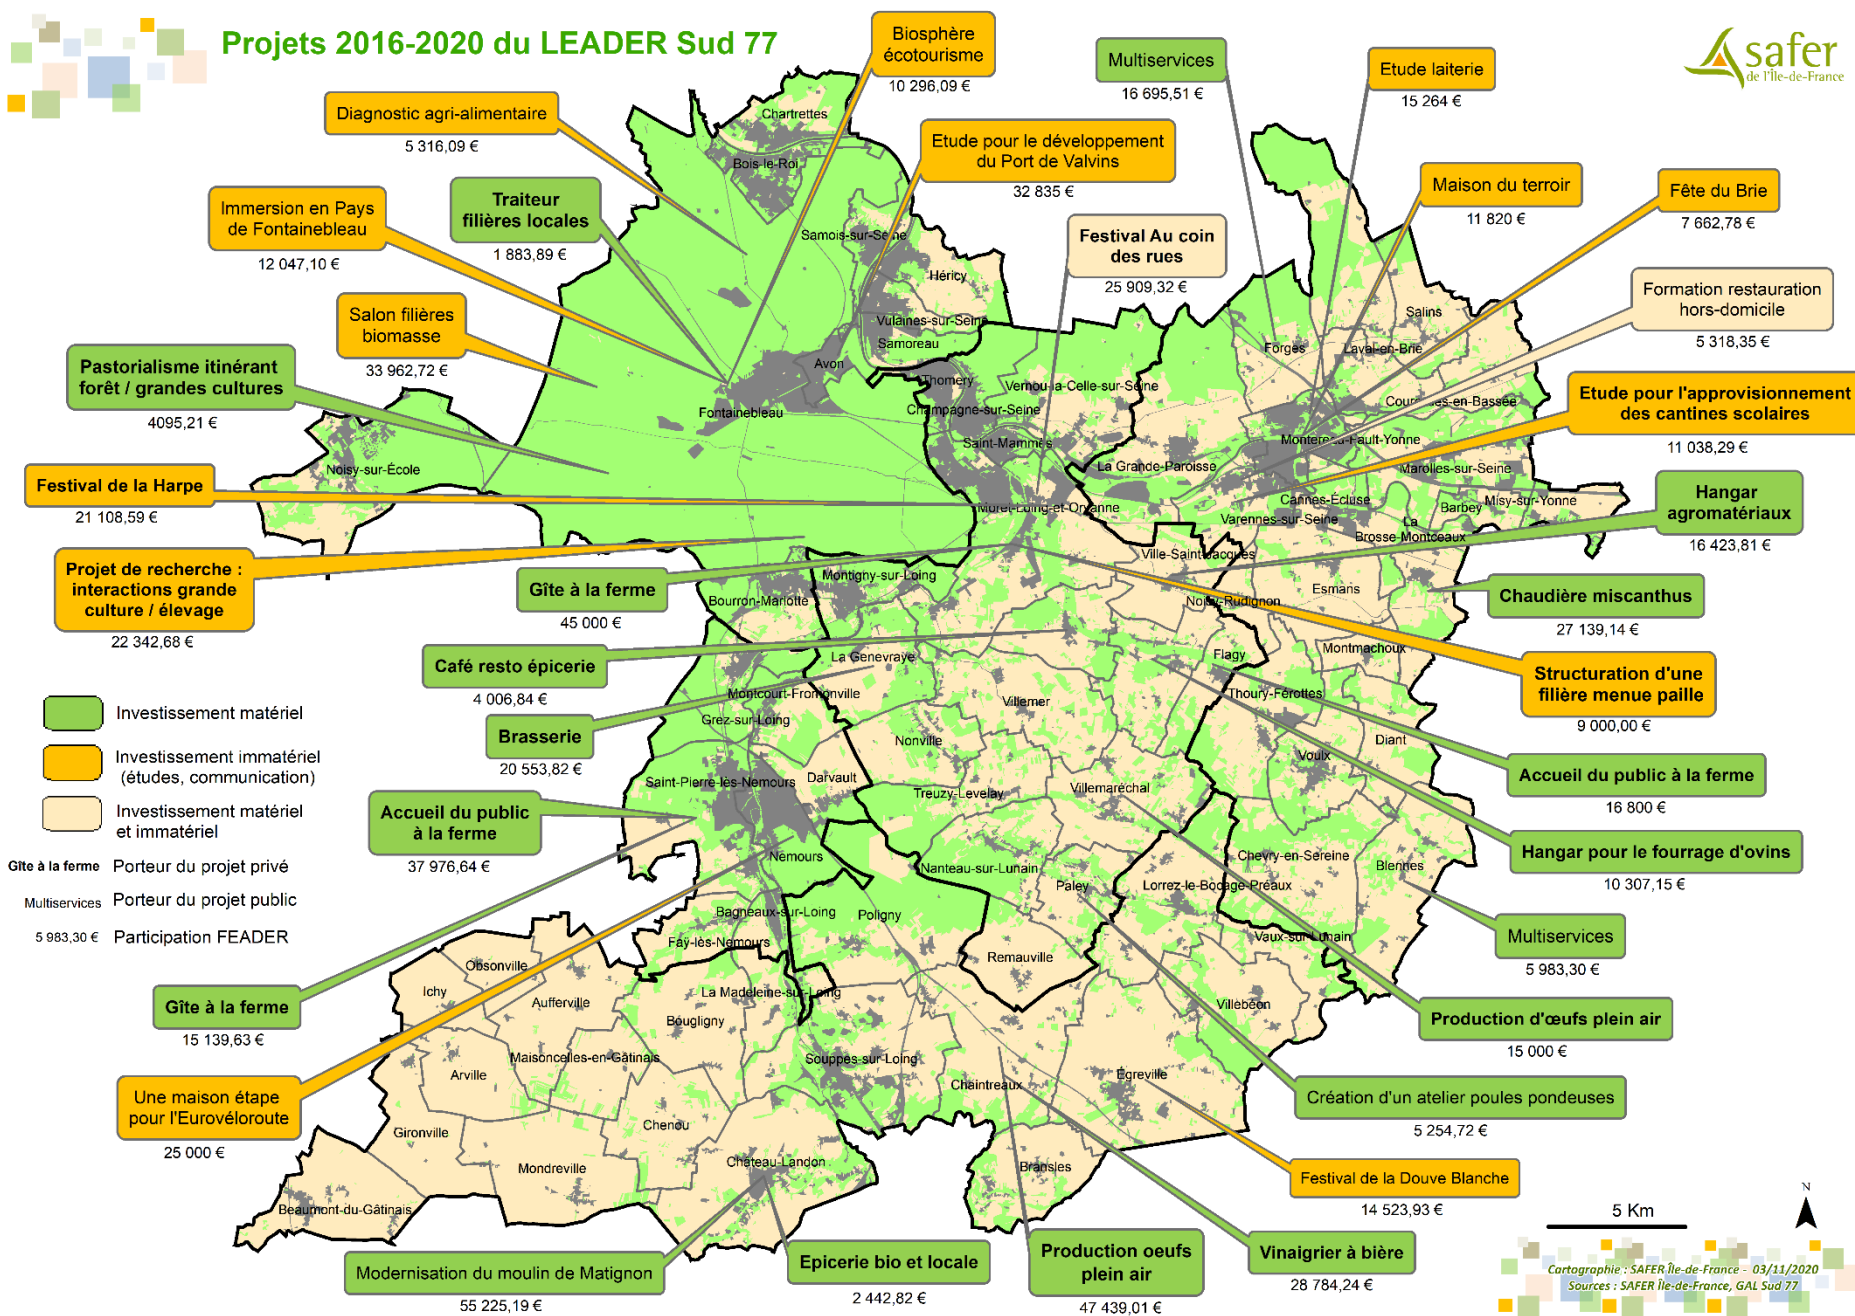 Projets 2016-2020 du LEADER Sud 77
safer
de l'Île-de-France
Biosphère
écotourisme
10 296,09 €
Multiservices
16 695,51 €
Etude laiterie
15 264 €
Diagnostic agri-alimentaire
5 316,09 €
Etude pour le développement
du Port de Valvins
32 835 €
Immersion en Pays
de Fontainebleau
12 047,10 €
Traiteur
filières locales
1 883,89 €
Maison du terroir
11 820 €
Fête du Brie
7 662,78 €
Festival Au coin
des rues
25 909,32 €
Formation restauration
hors-domicile
5 318,35 €
Salon filières
biomasse
33 962,72 €
Pastorialisme itinérant
forêt / grandes cultures
4095,21 €
Etude pour l'approvisionnement
des cantines scolaires
11 038,29 €
Festival de la Harpe
21 108,59 €
Hangar
agromatériaux
16 423,81 €
Projet de recherche :
interactions grande
culture / élevage
22 342,68 €
Gîte à la ferme
45 000 €
Chaudière miscanthus
27 139,14 €
Café resto épicerie
4 006,84 €
Structuration d'une
filière menue paille
9 000,00 €
Brasserie
20 553,82 €
Accueil du public à la ferme
16 800 €
Accueil du public
à la ferme
37 976,64 €
Hangar pour le fourrage d'ovins
10 307,15 €
Multiservices
5 983,30 €
Gîte à la ferme
15 139,63 €
Production d'œufs plein air
15 000 €
Une maison étape
pour l'Eurovéloroute
25 000 €
Création d'un atelier poules pondeuses
5 254,72 €
Festival de la Douve Blanche
14 523,93 €
Modernisation du moulin de Matignon
55 225,19 €
Epicerie bio et locale
2 442,82 €
Production oeufs
plein air
47 439,01 €
Vinaigrier à bière
28 784,24 €
Investissement matériel
Investissement immatériel
(études, communication)
Investissement matériel
et immatériel
Gîte à la ferme Porteur du projet privé
Multiservices Porteur du projet public
5 983,30 € Participation FEADER
Chartrettes
Bois-le-Roi
Samois-sur-Seine
Héricy
Vulaines-sur-Seine
Samoreau
Avon
Fontainebleau
Thomery
Vernou-la-Celle-sur-Seine
Champagne-sur-Seine
Saint-Mammès
Moret-Loing-et-Orvanne
La Grande-Paroisse
Forges
Salins
Laval-en-Brie
Courcelles-en-Bassée
Montereau-Fault-Yonne
Marolles-sur-Seine
Cannes-Écluse
Barbey
Misy-sur-Yonne
Varennes-sur-Seine
La
Brosse-Montceaux
Noisy-sur-École
Ville-Saint-Jacques
Esmans
Noisy-Rudignon
Montmachoux
Flagy
Thoury-Férottes
Diant
Voulx
Montigny-sur-Loing
Bourron-Marlotte
La Genevraye
Montcourt-Fromonville
Grez-sur-Loing
Villemer
Nonville
Saint-Pierre-lès-Nemours
Darvault
Treuzy-Levelay
Villemaréchal
Nemours
Nanteau-sur-Lunain
Chevry-en-Sereine
Blennes
Paley
Lorrez-le-Bocage-Préaux
Bagneaux-sur-Loing
Poligny
Fay-lès-Nemours
Vaux-sur-Lunain
Remauville
Obsonville
Ichy
Aufferville
La Madeleine-sur-Loing
Bougligny
Villebéon
Maisoncelles-en-Gâtinais
Souppes-sur-Loing
Arville
Chaintreaux
Égreville
Gironville
Chenou
Mondreville
Château-Landon
Bransles
Beaumont-du-Gâtinais
N
5 Km
Cartographie : SAFER Île-de-France - 03/11/2020
Sources : SAFER Île-de-France, GAL Sud 77